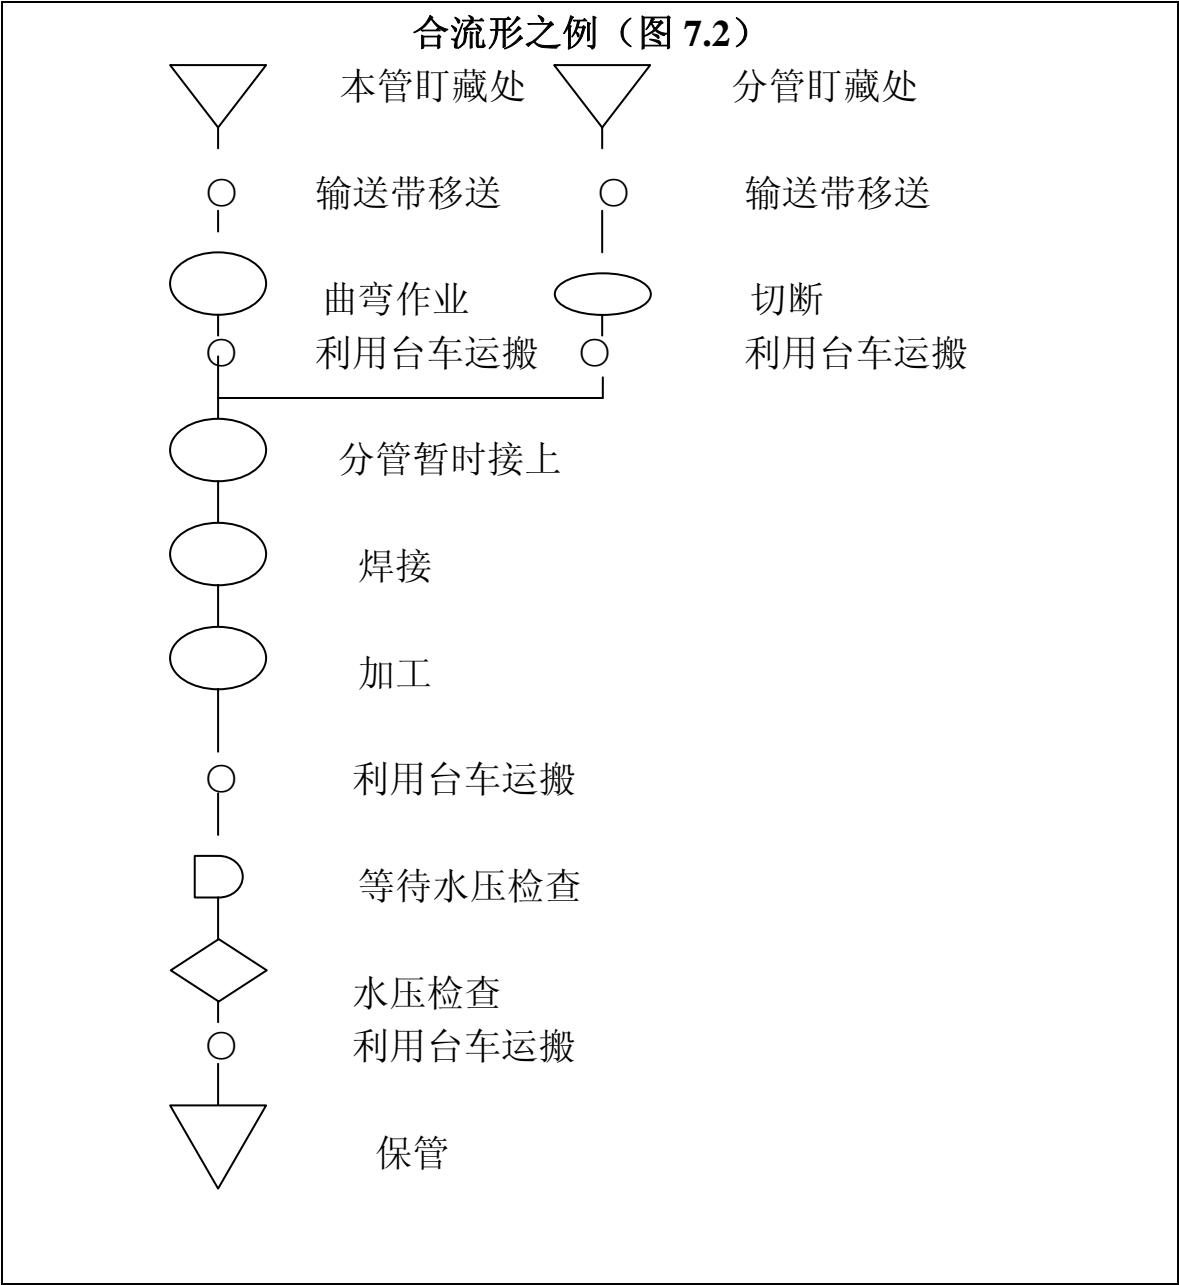 合流形之例（图 7.2）
本管盯藏处 分管盯藏处
输送带移送 输送带移送
曲弯作业 切断
利用台车运搬 利用台车运搬
分管暂时接上
焊接
加工
利用台车运搬
等待水压检查
水压检查
利用台车运搬
保管